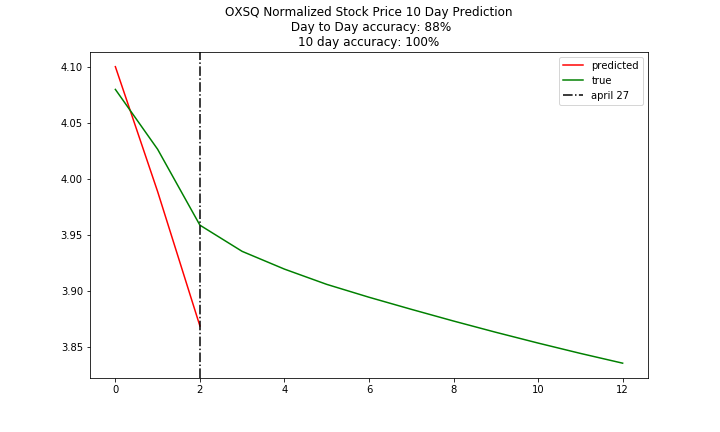 OXSQ Normalized Stock Price 10 Day Prediction
Day to Day accuracy: 88%
10 day accuracy: 100%
predicted
true
april 27
4.10
4.05
4.00
3.95
3.90
3.85
0 2 4 6 8 10 12